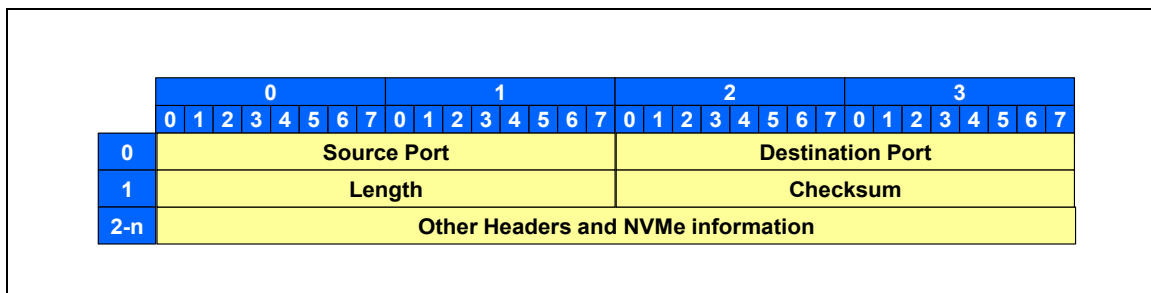 0 1 2 3
0 1 2 3 4 5 6 7 0 1 2 3 4 5 6 7 0 1 2 3 4 5 6 7 0 1 2 3 4 5 6 7
0 Source Port Destination Port
1 Length Checksum
2-n Other Headers and NVMe information